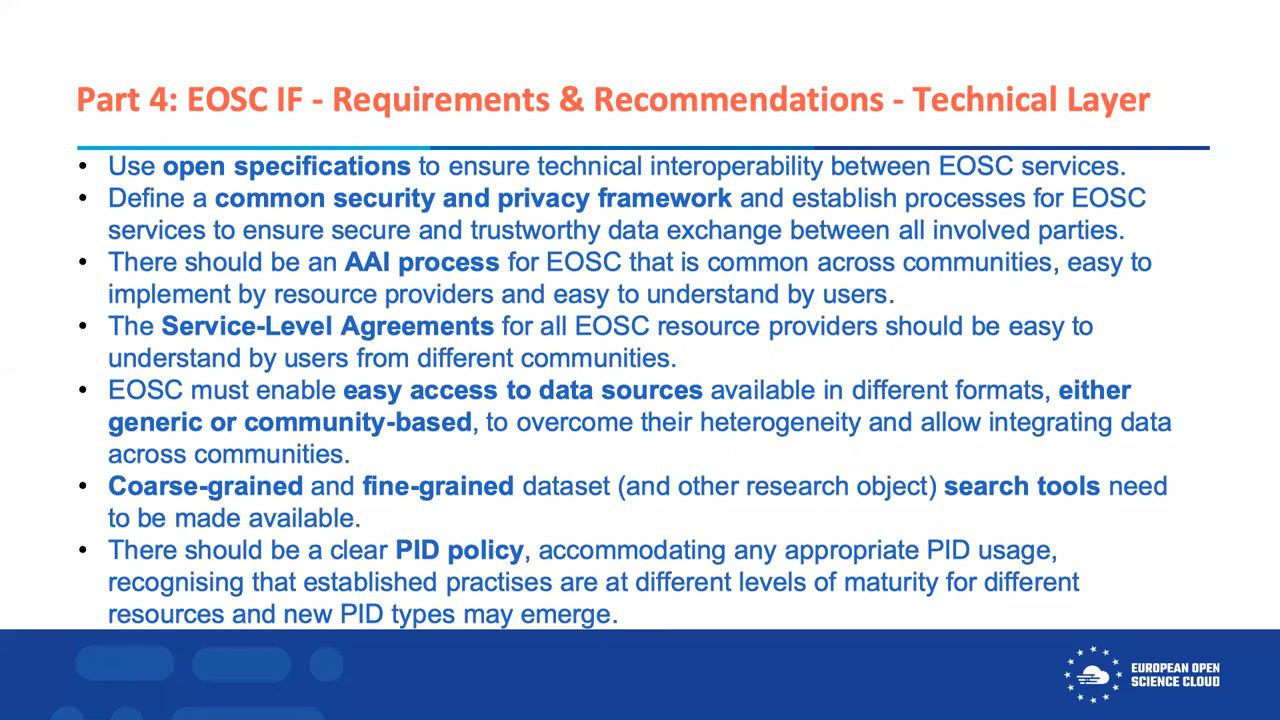 Part 4: EOSC IF - Requirements & Recommendations - Technical Layer
• Use open specifications to ensure technical interoperability between EOSC services.
• Define a common security and privacy framework and establish processes for EOSC
services to ensure secure and trustworthy data exchange between all involved parties.
• There should be an AAI process for EOSC that is common across communities, easy to
implement by resource providers and easy to understand by users.
• The Service-Level Agreements for all EOSC resource providers should be easy to
understand by users from different communities.
• EOSC must enable easy access to data sources available in different formats, either
generic or community-based, to overcome their heterogeneity and allow integrating data
across communities.
• Coarse-grained and fine-grained dataset (and other research object) search tools need
to be made available.
• There should be a clear PID policy, accommodating any appropriate PID usage,
recognising that established practises are at different levels of maturity for different
resources and new PID types may emerge.
EUROPEAN OPEN
SCIENCE CLOUD